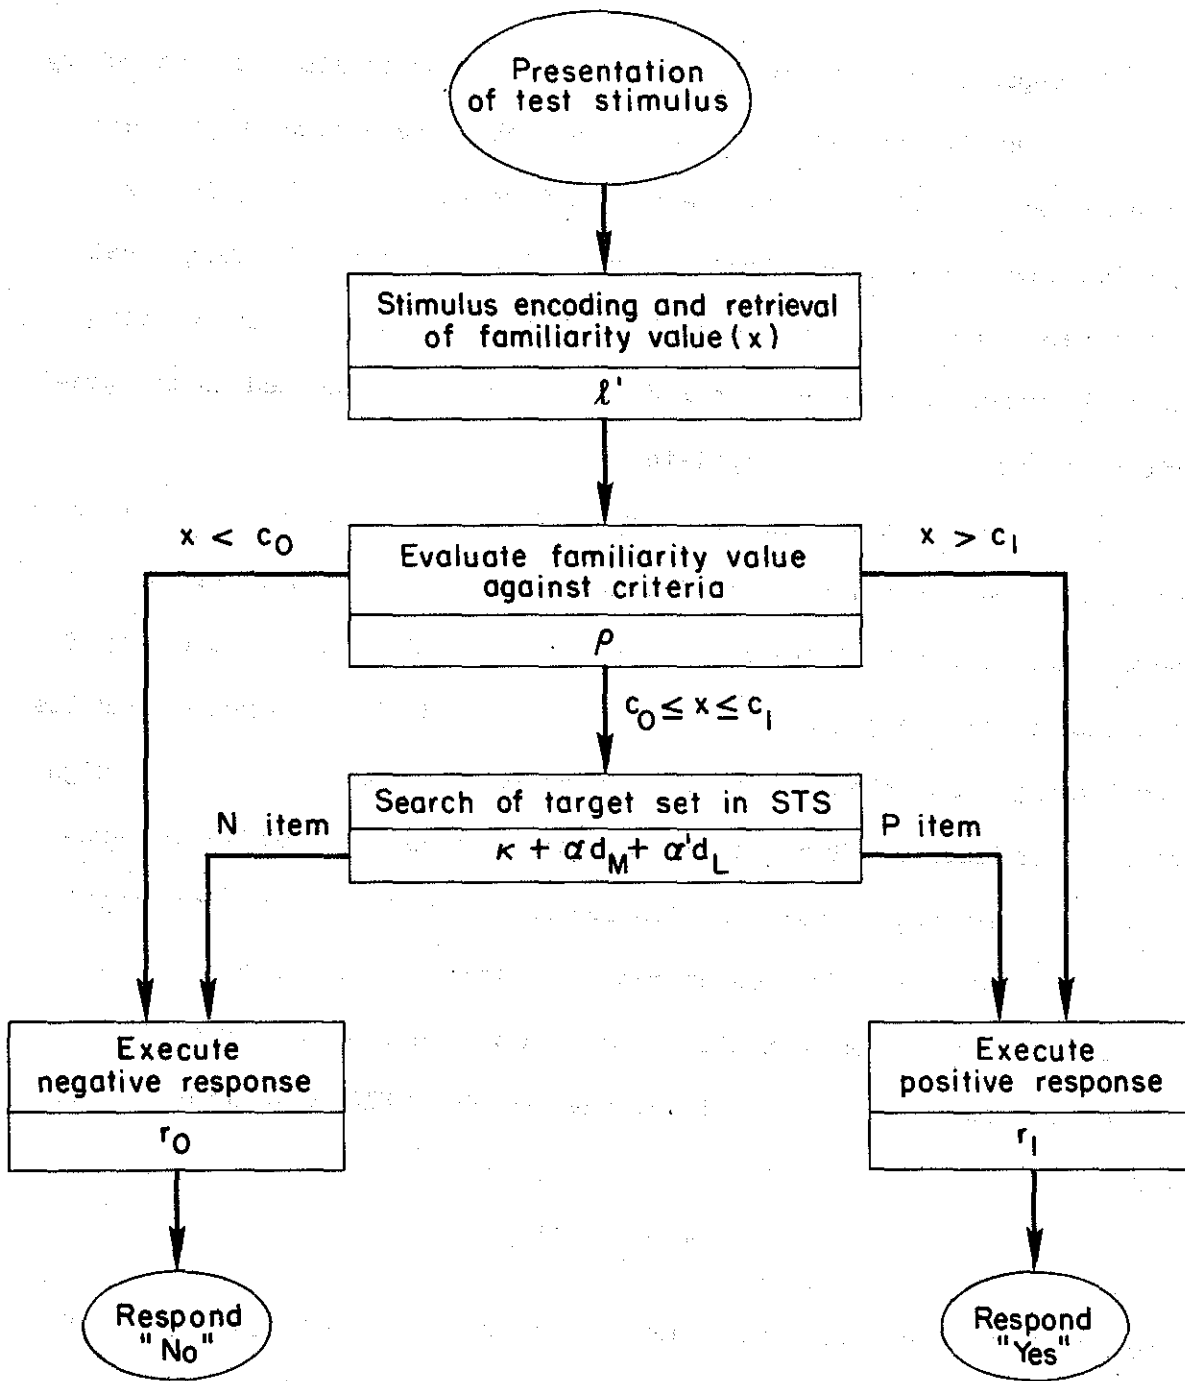 Presentation
of test stimulus
Stimulus encoding and retrieval
of familiarity value (x)
ℓ'
x < c₀
x > c₁
Evaluate familiarity value
against criteria
ρ
c₀ ≤ x ≤ c₁
Search of target set in STS
N item
P item
κ + αd_M + α'd_L
Execute
negative response
r₀
Execute
positive response
r₁
Respond
"No"
Respond
"Yes"